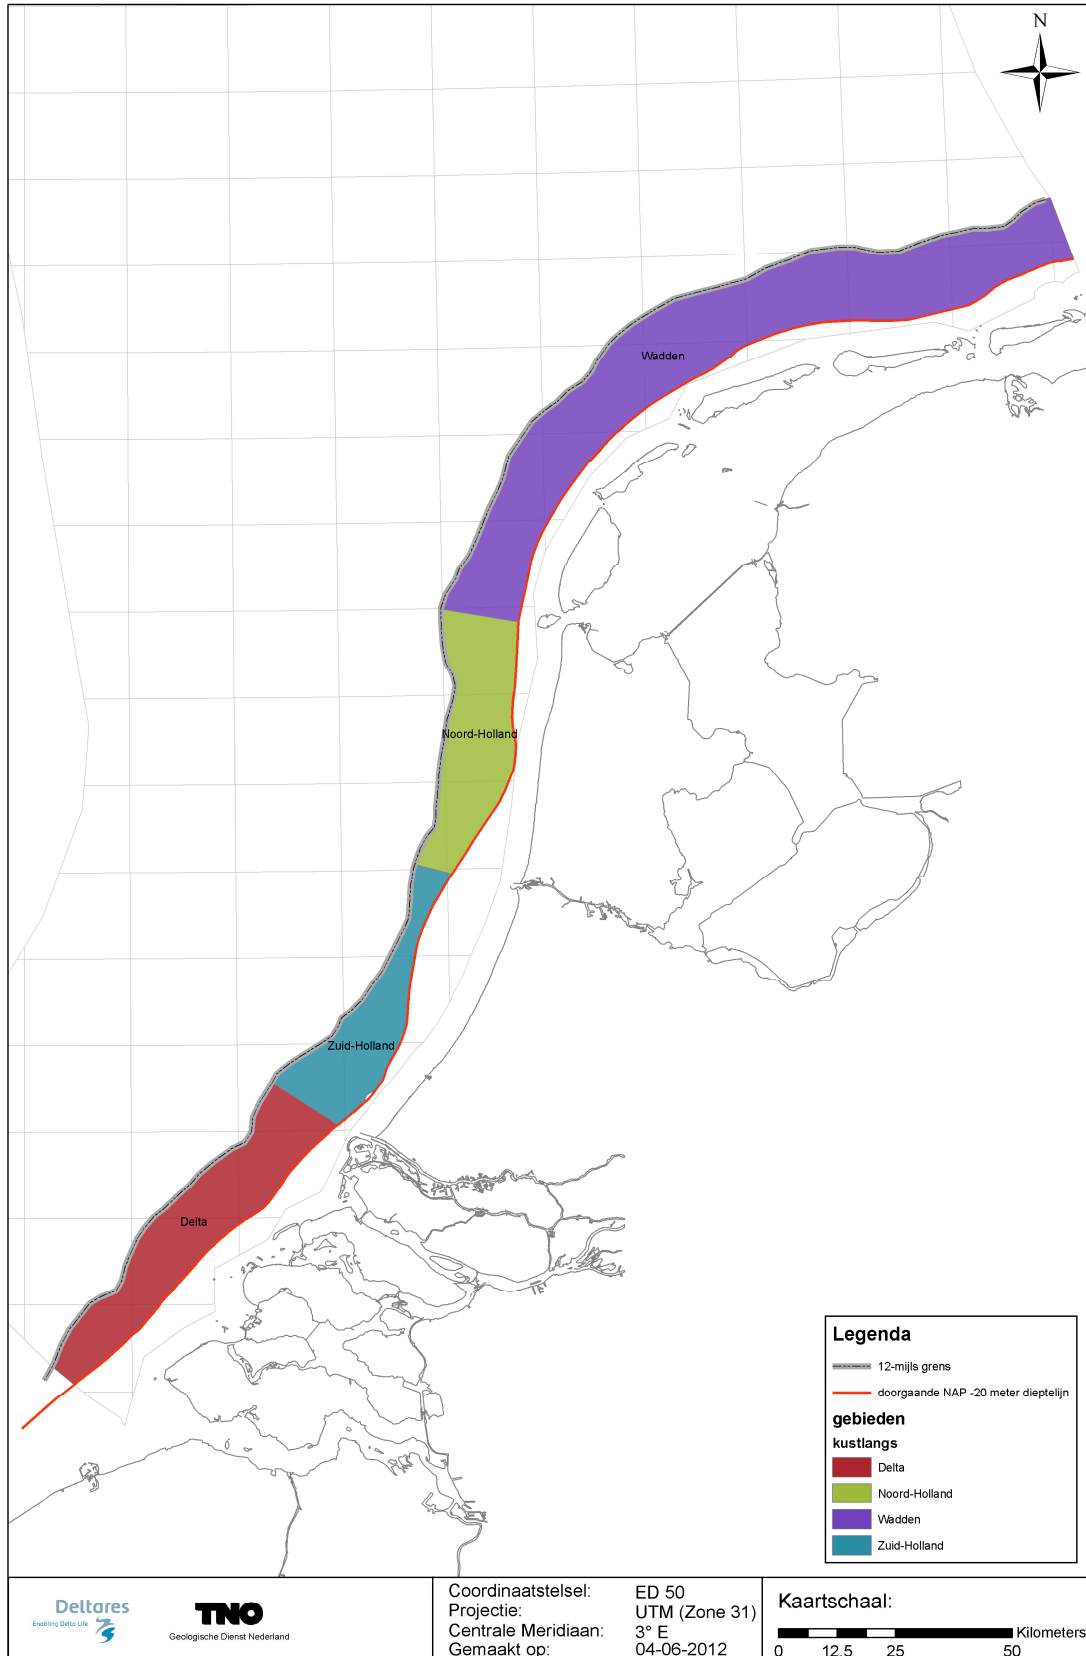 N
Wadden
Noord-Holland
Zuid-Holland
Delta
Legenda
12-mijls grens
doorgaande NAP -20 meter dieptelijn
gebieden
kustlangs
Delta
Noord-Holland
Wadden
Zuid-Holland
Deltares
Enabling Delta Life
TNO
Geologische Dienst Nederland
Coordinaatstelsel: ED 50
Projectie: UTM (Zone 31)
Centrale Meridiaan: 3° E
Gemaakt op: 04-06-2012
Kaartschaal:
Kilometers
0 12,5 25 50